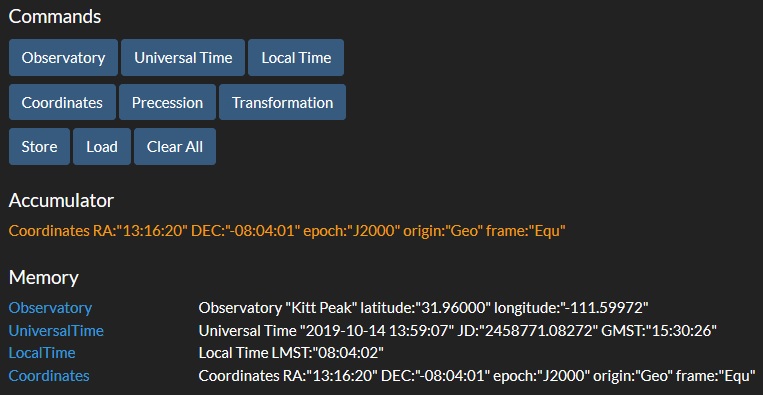 Commands
Observatory Universal Time Local Time
Coordinates Precession Transformation
Store Load Clear All
Accumulator
Coordinates RA:"13:16:20" DEC:"-08:04:01" epoch:"J2000" origin:"Geo" frame:"Equ"
Memory
Observatory Observatory "Kitt Peak" latitude:"31.96000" longitude:"-111.59972"
UniversalTime Universal Time "2019-10-14 13:59:07" JD:"2458771.08272" GMST:"15:30:26"
LocalTime Local Time LMST:"08:04:02"
Coordinates Coordinates RA:"13:16:20" DEC:"-08:04:01" epoch:"J2000" origin:"Geo" frame:"Equ"